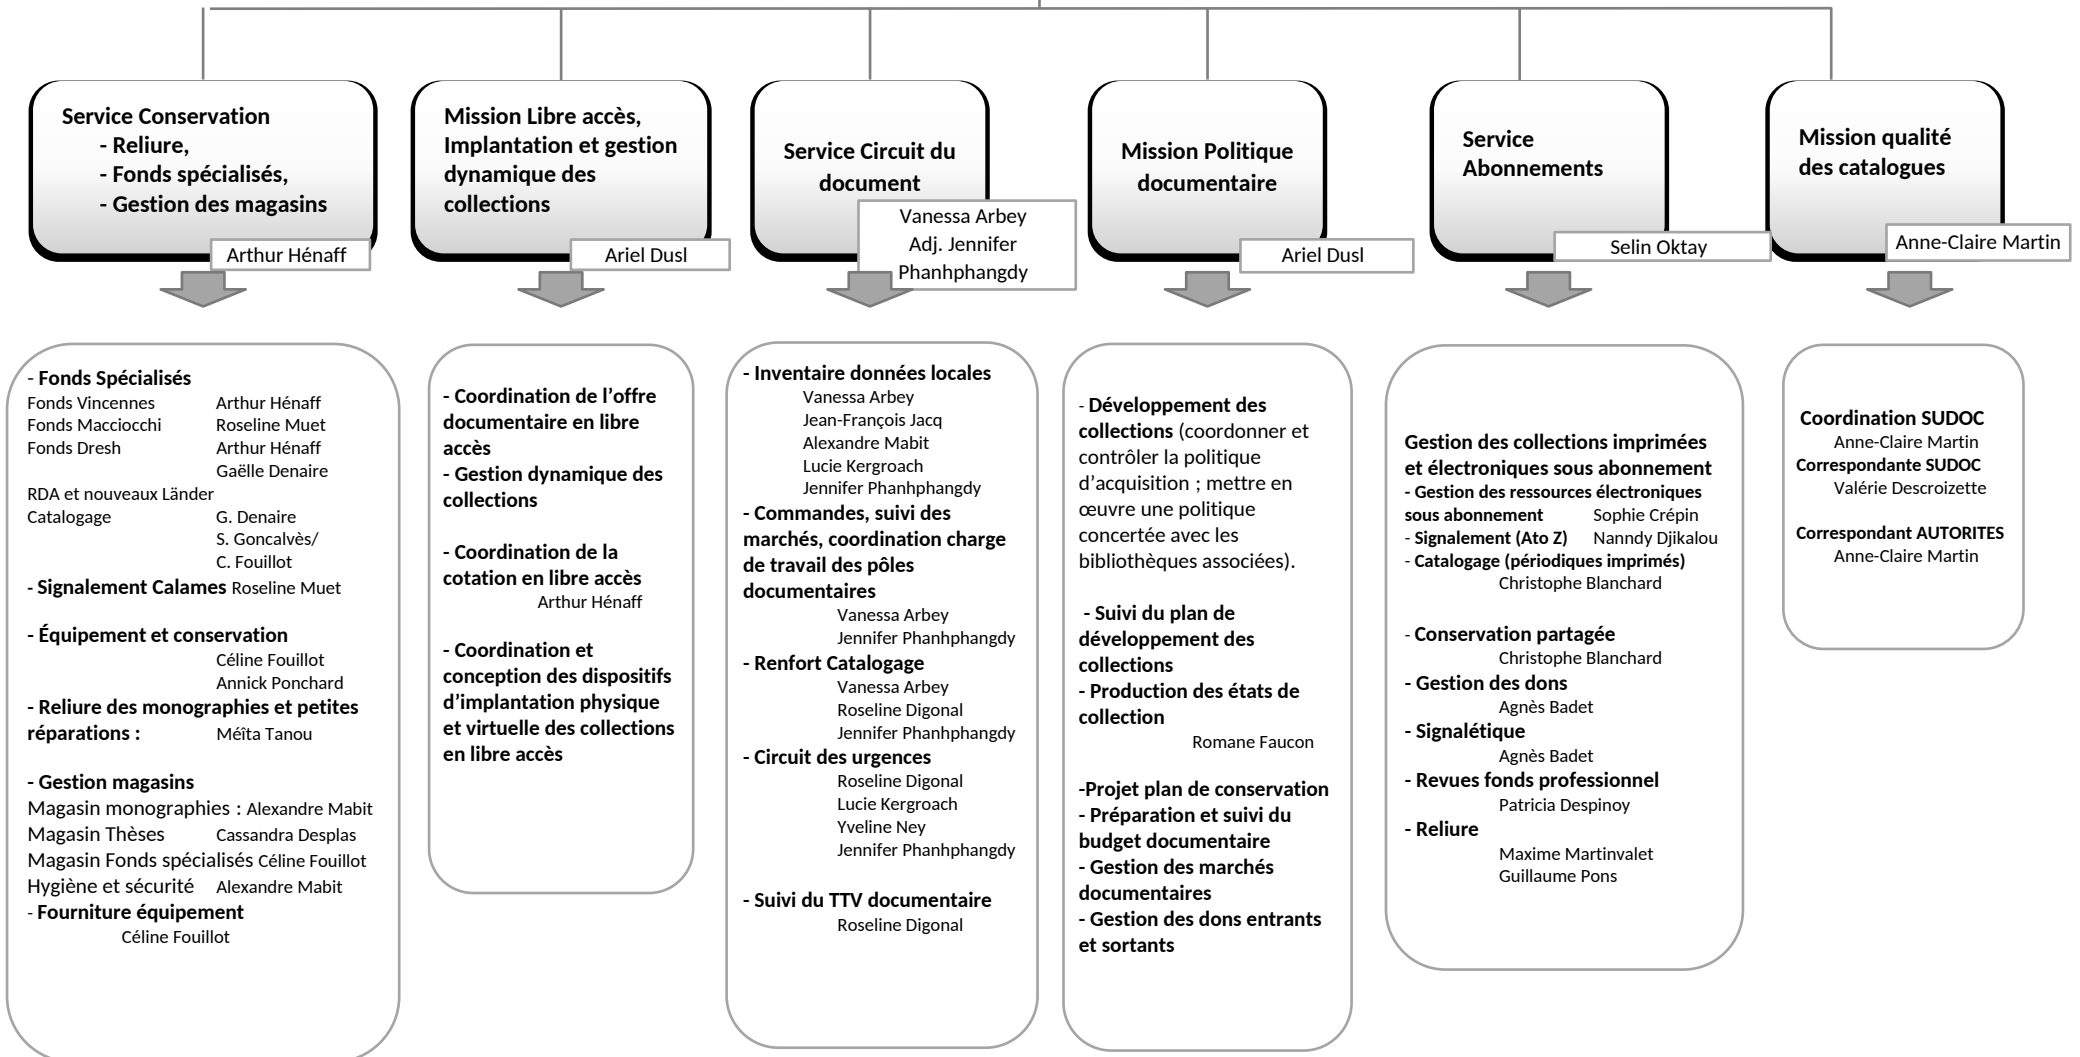 Service Conservation
- Reliure,
- Fonds spécialisés,
- Gestion des magasins
Arthur Hénaff
Mission Libre accès,
Implantation et gestion
dynamique des
collections
Ariel Dusl
Service Circuit du
document
Vanessa Arbey
Adj. Jennifer
Phanhphangdy
Mission Politique
documentaire
Ariel Dusl
Service
Abonnements
Selin Oktay
Mission qualité
des catalogues
Anne-Claire Martin
- Fonds Spécialisés
Fonds Vincennes Arthur Hénaff
Fonds Macciocchi Roseline Muet
Fonds Dresh Arthur Hénaff
Gaëlle Denaire
RDA et nouveaux Länder
Catalogage G. Denaire
S. Goncalvès/
C. Fouillot
- Signalement Calames Roseline Muet
- Équipement et conservation
Céline Fouillot
Annick Ponchard
- Reliure des monographies et petites
réparations : Méîta Tanou
- Gestion magasins
Magasin monographies : Alexandre Mabit
Magasin Thèses Cassandra Desplas
Magasin Fonds spécialisés Céline Fouillot
Hygiène et sécurité Alexandre Mabit
- Fourniture équipement
Céline Fouillot
- Coordination de l’offre
documentaire en libre
accès
- Gestion dynamique des
collections
- Coordination de la
cotation en libre accès
Arthur Hénaff
- Coordination et
conception des dispositifs
d’implantation physique
et virtuelle des collections
en libre accès
- Inventaire données locales
Vanessa Arbey
Jean-François Jacq
Alexandre Mabit
Lucie Kergroach
Jennifer Phanhphangdy
- Commandes, suivi des
marchés, coordination charge
de travail des pôles
documentaires
Vanessa Arbey
Jennifer Phanhphangdy
- Renfort Catalogage
Vanessa Arbey
Roseline Digonal
Jennifer Phanhphangdy
- Circuit des urgences
Roseline Digonal
Lucie Kergroach
Yveline Ney
Jennifer Phanhphangdy
- Suivi du TTV documentaire
Roseline Digonal
- Développement des
collections (coordonner et
contrôler la politique
d’acquisition ; mettre en
œuvre une politique
concertée avec les
bibliothèques associées).
- Suivi du plan de
développement des
collections
- Production des états de
collection
Romane Faucon
-Projet plan de conservation
- Préparation et suivi du
budget documentaire
- Gestion des marchés
documentaires
- Gestion des dons entrants
et sortants
Gestion des collections imprimées
et électroniques sous abonnement
- Gestion des ressources électroniques
sous abonnement Sophie Crépin
- Signalement (Ato Z) Nanndy Djikalou
- Catalogage (périodiques imprimés)
Christophe Blanchard
- Conservation partagée
Christophe Blanchard
- Gestion des dons
Agnès Badet
- Signalétique
Agnès Badet
- Revues fonds professionnel
Patricia Despinoy
- Reliure
Maxime Martinvalet
Guillaume Pons
Coordination SUDOC
Anne-Claire Martin
Correspondante SUDOC
Valérie Descroizette
Correspondant AUTORITES
Anne-Claire Martin